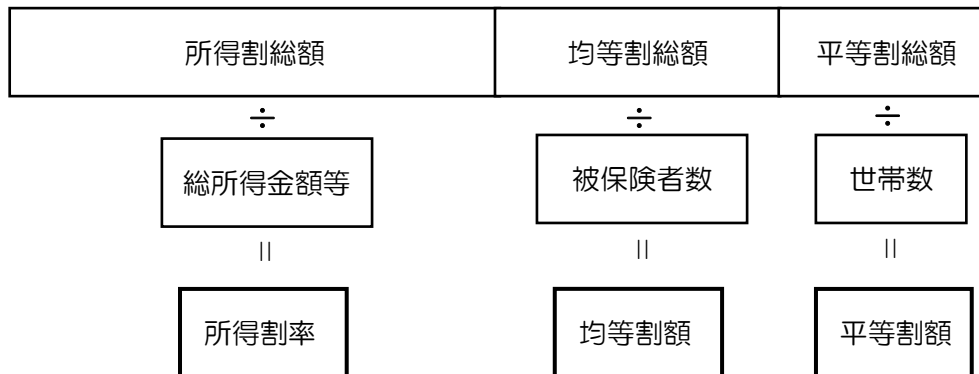 所得割総額 均等割総額 平等割総額
÷ ÷ ÷
総所得金額等 被保険者数 世帯数
＝ ＝ ＝
所得割率 均等割額 平等割額